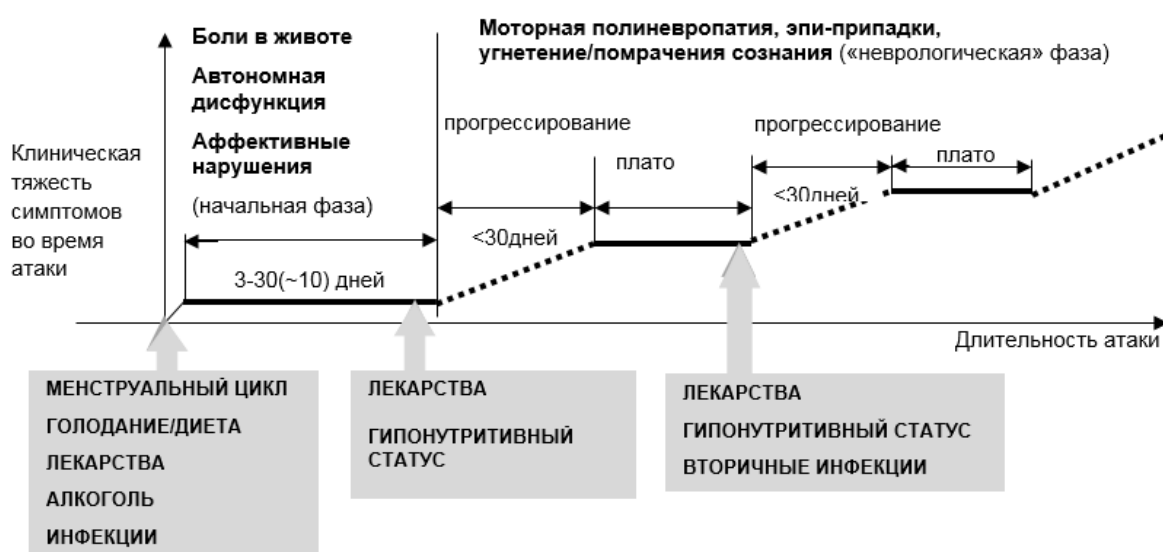 Боли в животе
Автономная
дисфункция
Аффективные
нарушения
(начальная фаза)
Моторная полиневропатия, эпи-припадки,
угнетение/помрачения сознания («неврологическая» фаза)
Клиническая
тяжесть
симптомов
во время
атаки
3-30(~10) дней
прогрессирование
<30дней
плато
прогрессирование
<30дней
плато
Длительность атаки
МЕНСТРУАЛЬНЫЙ ЦИКЛ
ГОЛОДАНИЕ/ДИЕТА
ЛЕКАРСТВА
АЛКОГОЛЬ
ИНФЕКЦИИ
ЛЕКАРСТВА
ГИПОНУТРИТИВНЫЙ
СТАТУС
ЛЕКАРСТВА
ГИПОНУТРИТИВНЫЙ СТАТУС
ВТОРИЧНЫЕ ИНФЕКЦИИ